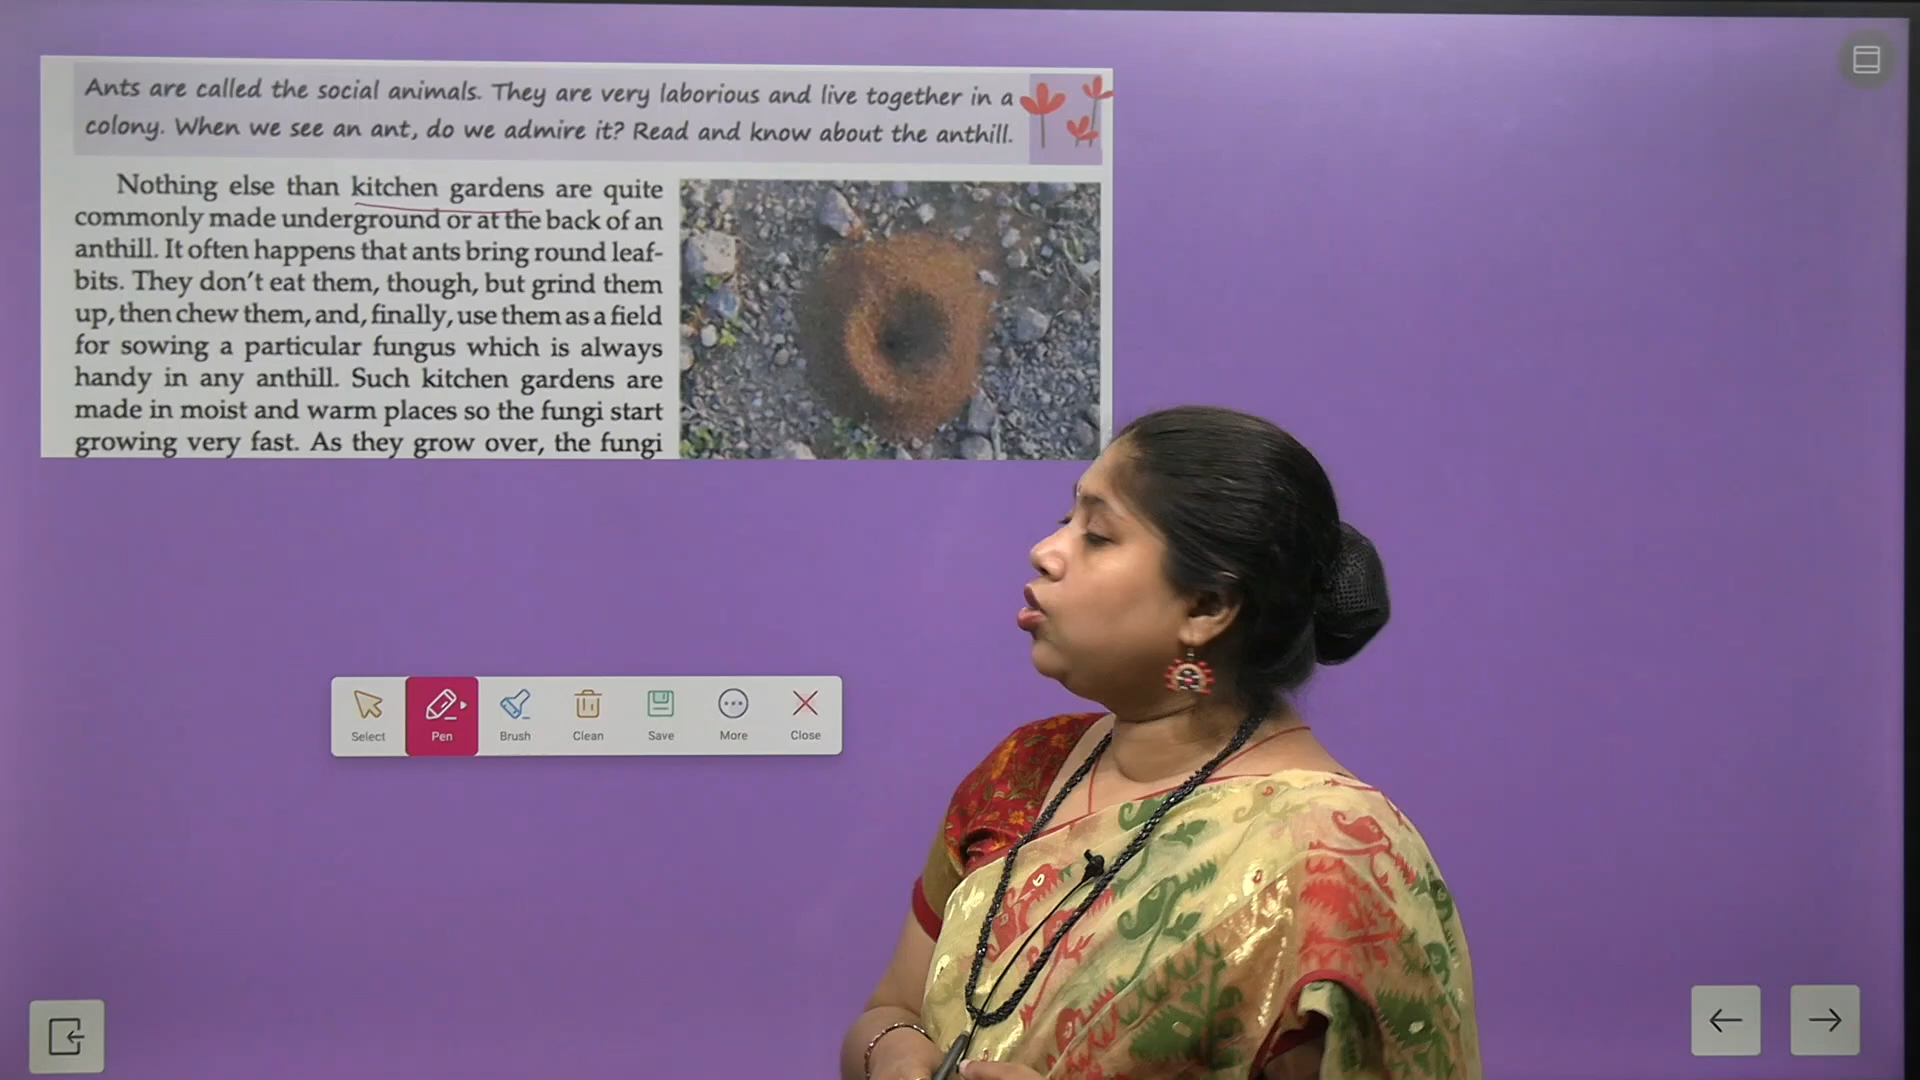 Ants are called the social animals. They are very laborious and live together in a
colony. When we see an ant, do we admire it? Read and know about the anthill.
Nothing else than kitchen gardens are quite
commonly made underground or at the back of an
anthill. It often happens that ants bring round leaf-
bits. They don't eat them, though, but grind them
up, then chew them, and, finally, use them as a field
for sowing a particular fungus which is always
handy in any anthill. Such kitchen gardens are
made in moist and warm places so the fungi start
growing very fast. As they grow over, the fungi
Select
Pen
Brush
Clean
Save
More
Close